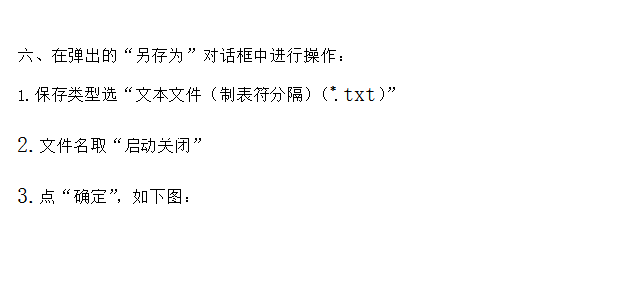 六、在弹出的“另存为”对话框中进行操作：
1.保存类型选“文本文件（制表符分隔）（*.txt）”
2.文件名取“启动关闭”
3.点“确定”，如下图：